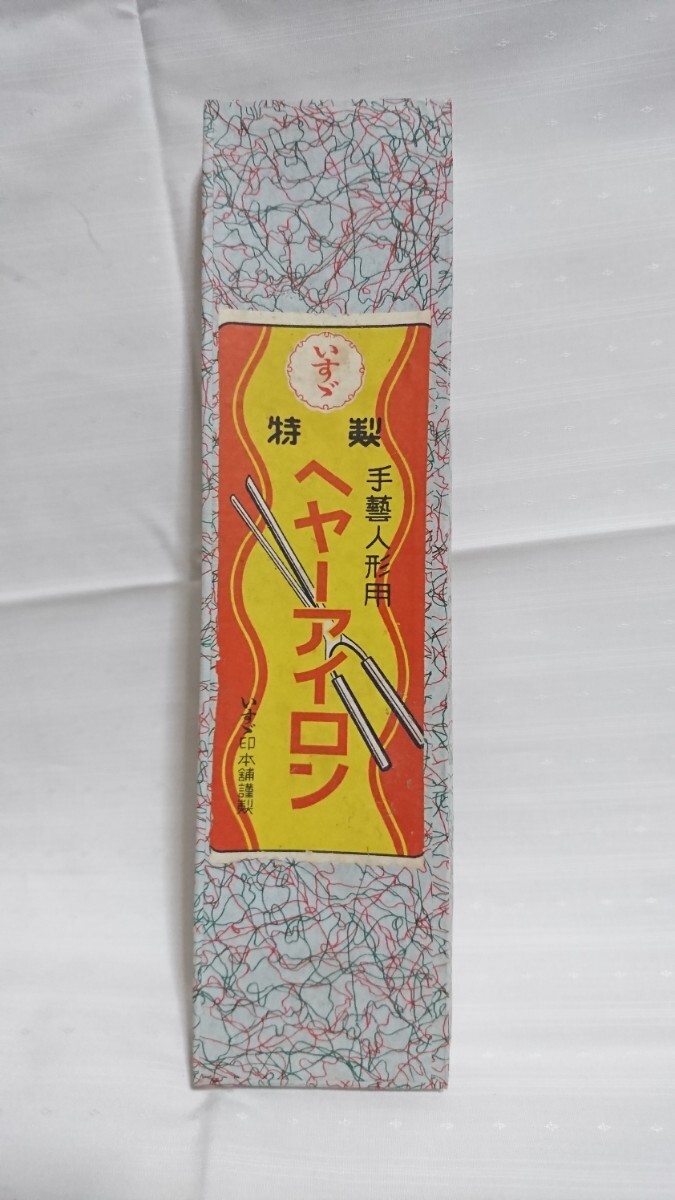 いすゞ
特製
手藝人形用
ヘヤーアイロン
いすゞ印本舗謹製